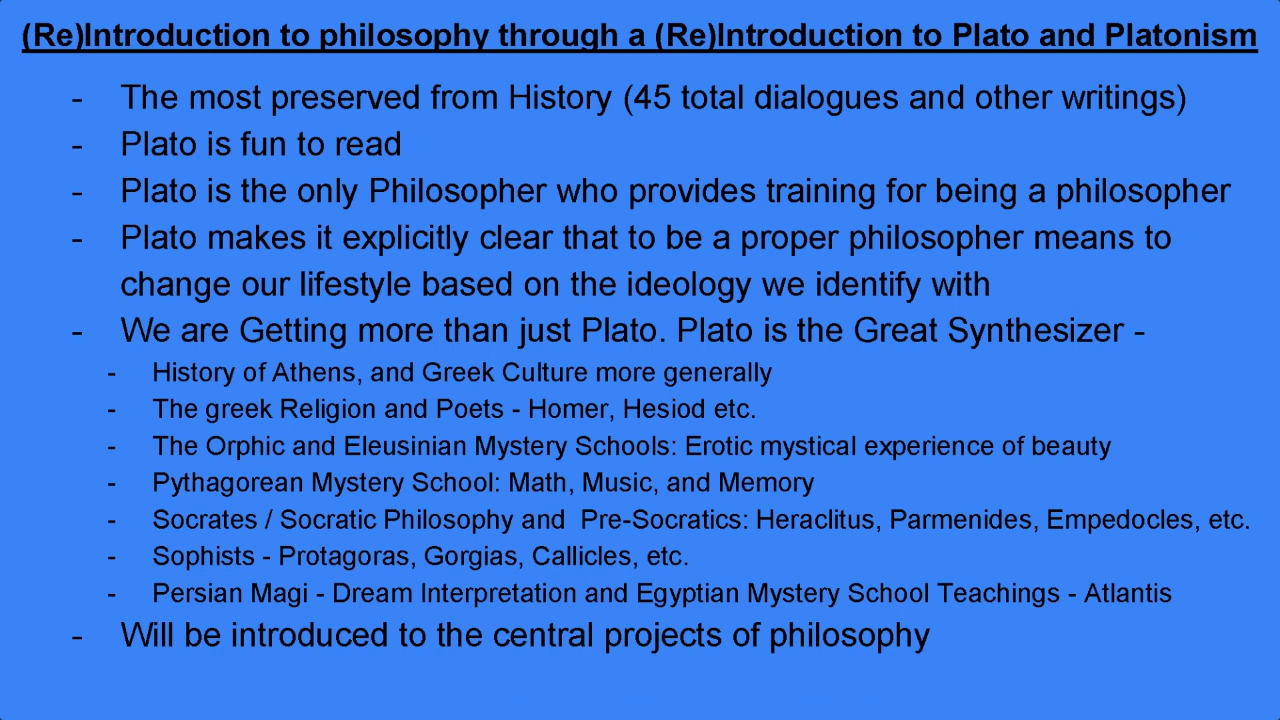 (Re)Introduction to philosophy through a (Re)Introduction to Plato and Platonism
- The most preserved from History (45 total dialogues and other writings)
- Plato is fun to read
- Plato is the only Philosopher who provides training for being a philosopher
- Plato makes it explicitly clear that to be a proper philosopher means to
change our lifestyle based on the ideology we identify with
- We are Getting more than just Plato. Plato is the Great Synthesizer -
- History of Athens, and Greek Culture more generally
- The greek Religion and Poets - Homer, Hesiod etc.
- The Orphic and Eleusinian Mystery Schools: Erotic mystical experience of beauty
- Pythagorean Mystery School: Math, Music, and Memory
- Socrates / Socratic Philosophy and  Pre-Socratics: Heraclitus, Parmenides, Empedocles, etc.
- Sophists - Protagoras, Gorgias, Callicles, etc.
- Persian Magi - Dream Interpretation and Egyptian Mystery School Teachings - Atlantis
- Will be introduced to the central projects of philosophy